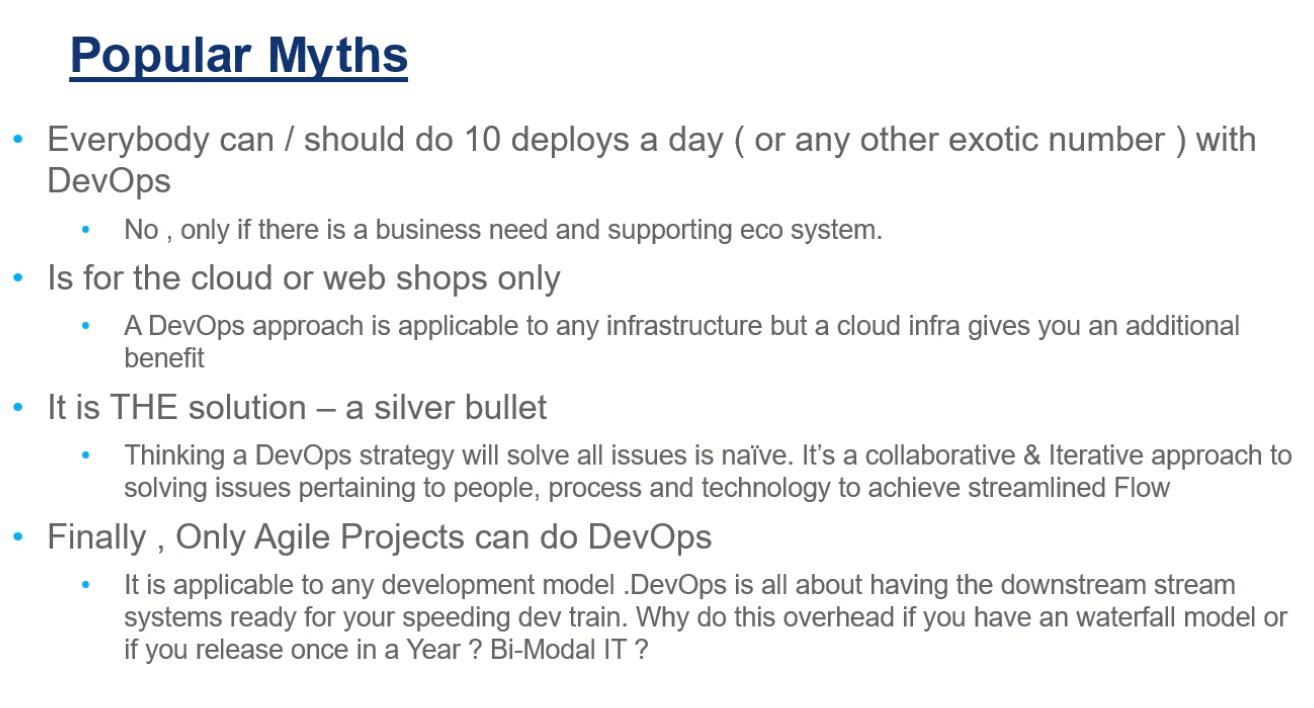 Popular Myths
• Everybody can / should do 10 deploys a day ( or any other exotic number ) with
DevOps
• No , only if there is a business need and supporting eco system.
• Is for the cloud or web shops only
• A DevOps approach is applicable to any infrastructure but a cloud infra gives you an additional
benefit
• It is THE solution – a silver bullet
• Thinking a DevOps strategy will solve all issues is naïve. It’s a collaborative & Iterative approach to
solving issues pertaining to people, process and technology to achieve streamlined Flow
• Finally , Only Agile Projects can do DevOps
• It is applicable to any development model .DevOps is all about having the downstream stream
systems ready for your speeding dev train. Why do this overhead if you have an waterfall model or
if you release once in a Year ? Bi-Modal IT ?